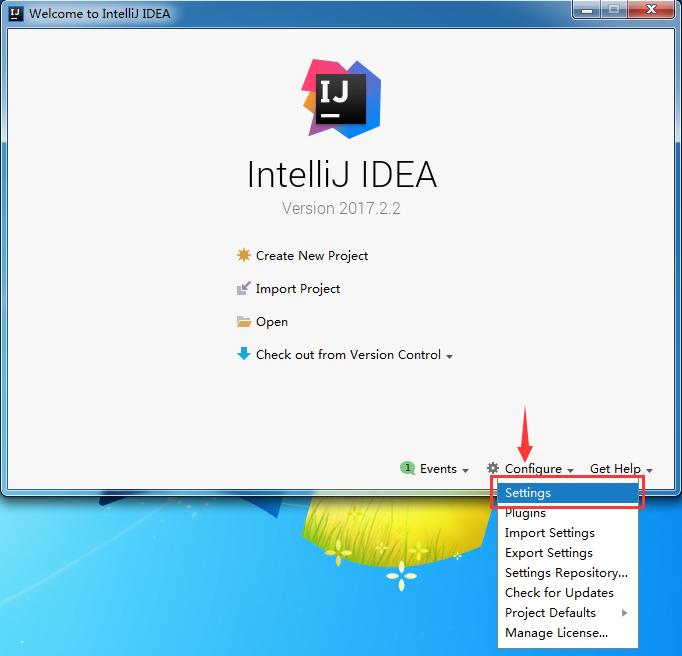 Welcome to IntelliJ IDEA
IJ
IntelliJ IDEA
Version 2017.2.2
Create New Project
Import Project
Open
Check out from Version Control
1 Events Configure Get Help
Settings
Plugins
Import Settings
Export Settings
Settings Repository...
Check for Updates
Project Defaults
Manage License...